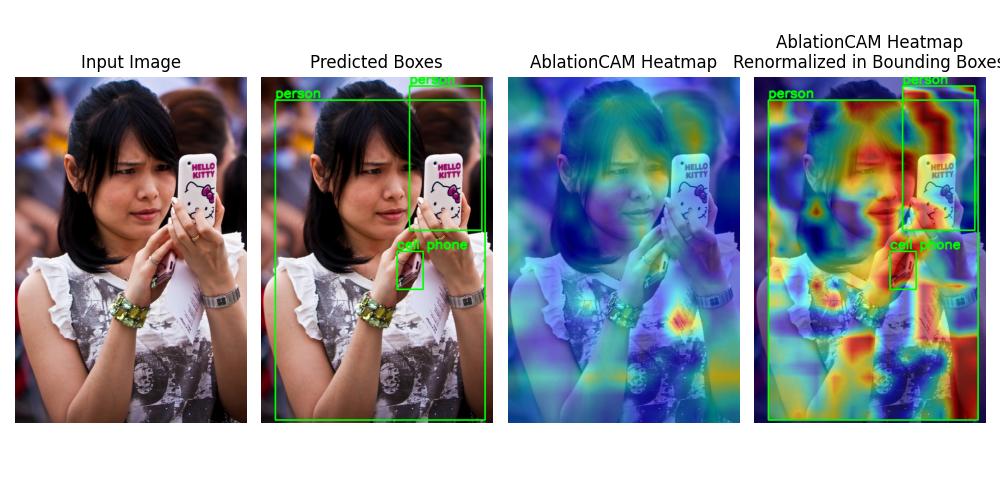 Input Image
Predicted Boxes
AblationCAM Heatmap
AblationCAM Heatmap
Renormalized in Bounding Boxes
HELLO
KITTY
person
person
cell phone
HELLO
KITTY
HELLO
KITTY
person
person
cell phone
HELLO
KITTY